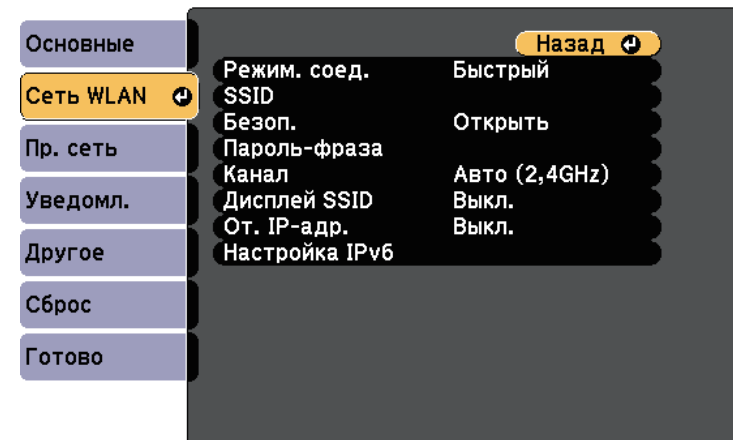 Основные
Сеть WLAN
Пр. сеть
Уведомл.
Другое
Сброс
Готово
Назад
Режим. соед. Быстрый
SSID
Безоп. Открыть
Пароль-фраза
Канал Авто (2,4GHz)
Дисплей SSID Выкл.
От. IP-адр. Выкл.
Настройка IPv6